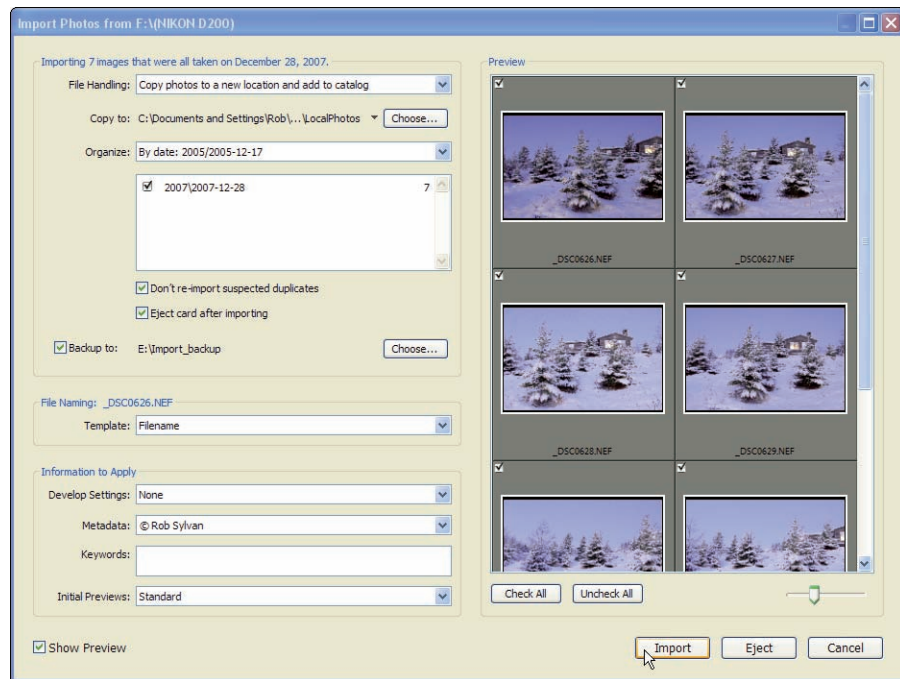 Import Photos from F:\(NIKON D200)
Importing 7 images that were all taken on December 28, 2007.
File Handling: Copy photos to a new location and add to catalog
Copy to: C:\Documents and Settings\Rob\...\LocalPhotos Choose...
Organize: By date: 2005/2005-12-17
2007\2007-12-28 7
Don't re-import suspected duplicates
Eject card after importing
Backup to: E:\Import_backup Choose...
File Naming: _DSC0626.NEF
Template: Filename
Information to Apply
Develop Settings: None
Metadata: © Rob Sylvan
Keywords:
Initial Previews: Standard
Show Preview
Preview
_DSC0626.NEF _DSC0627.NEF
_DSC0628.NEF _DSC0629.NEF
Check All Uncheck All
Import Eject Cancel